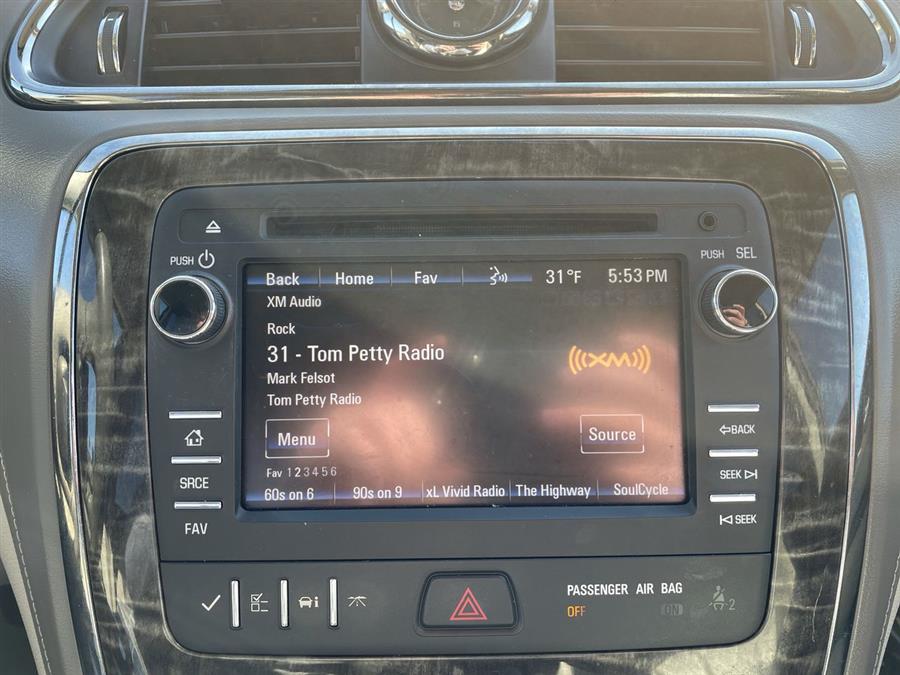 PUSH
PUSH SEL
Back Home Fav 31°F 5:53 PM
XM Audio
Rock
31 - Tom Petty Radio
XM
Mark Felsot
Tom Petty Radio
Menu
Source
Fav 1 2 3 4 5 6
60s on 6 90s on 9 xL Vivid Radio The Highway SoulCycle
SRCE
FAV
BACK
SEEK
SEEK
PASSENGER AIR BAG
OFF ON 2